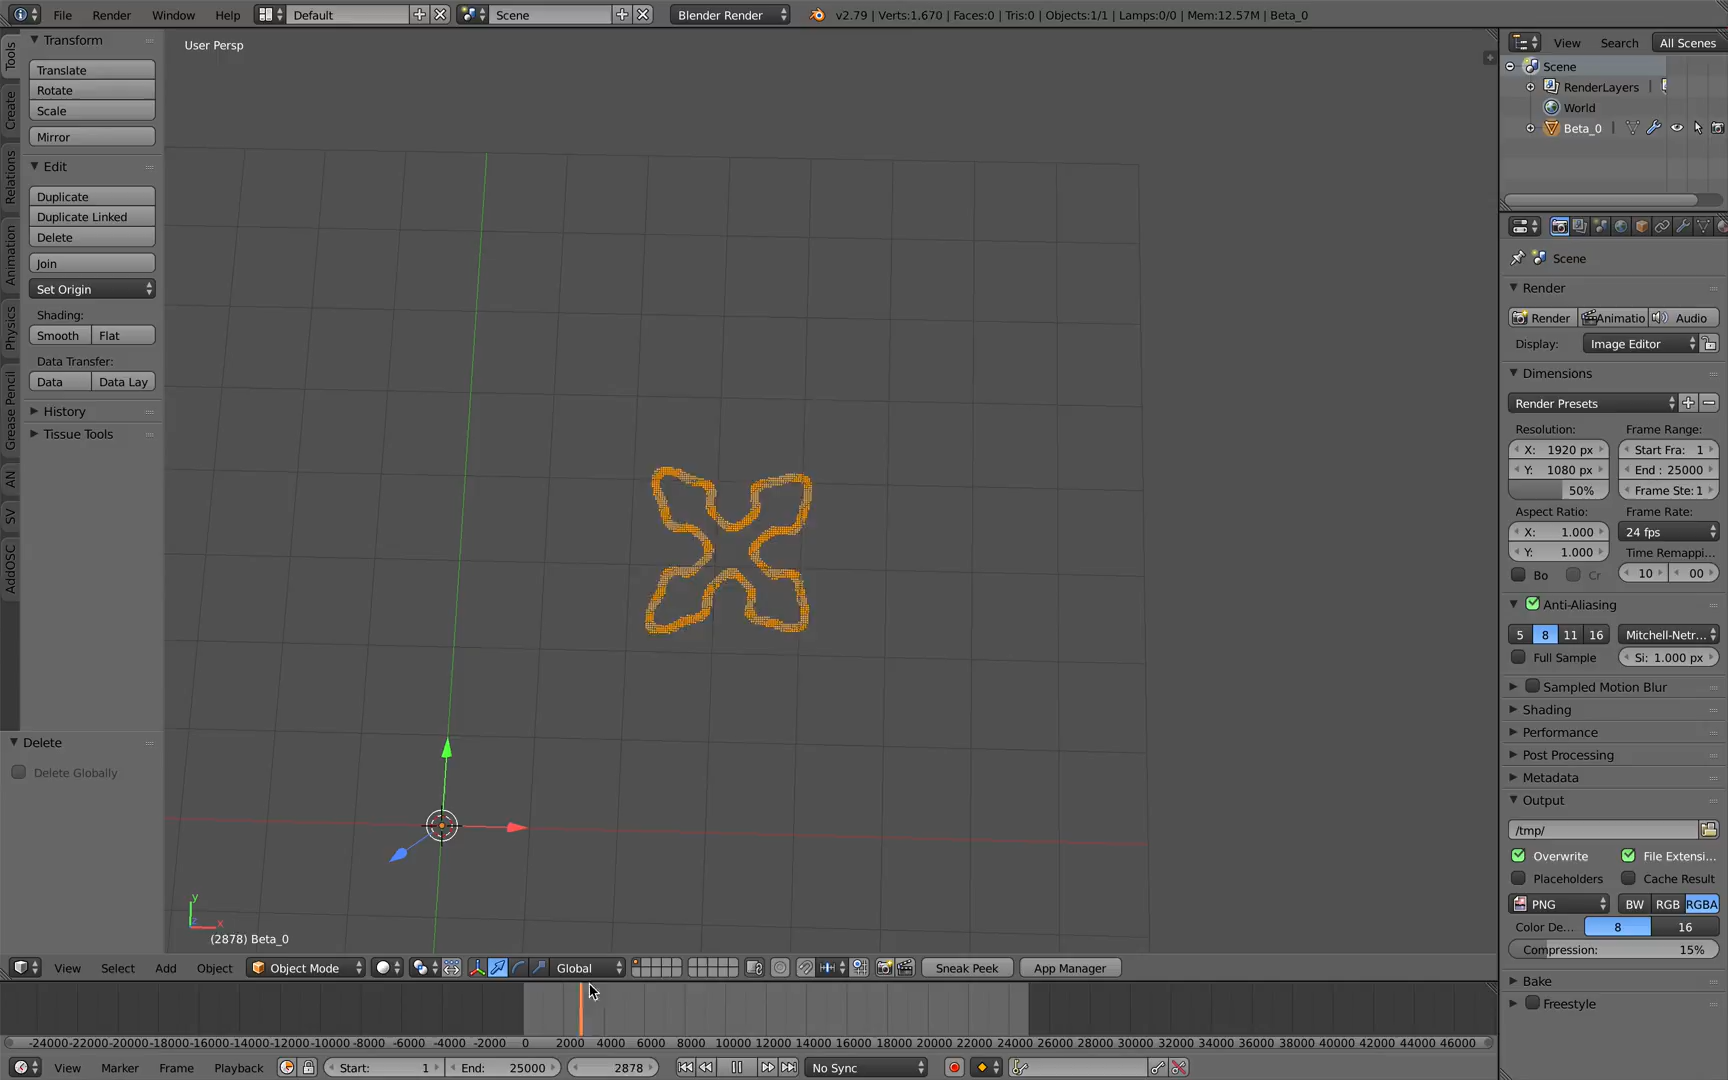 File Render Window Help Default Scene Blender Render v2.79 | Verts:1,670 | Faces:0 | Tris:0 | Objects:1/1 | Lamps:0/0 | Mem:12.57M | Beta_0
Tools
Create
Relations
Animation
Physics
Grease Pencil
AN
SV
AddOSC
Transform
Translate
Rotate
Scale
Mirror
Edit
Duplicate
Duplicate Linked
Delete
Join
Set Origin
Shading:
Smooth Flat
Data Transfer:
Data Data Lay
History
Tissue Tools
Delete
Delete Globally
User Persp
y
x
(2878) Beta_0
View Select Add Object Object Mode Global Sneak Peek App Manager
-24000 -22000 -20000 -18000 -16000 -14000 -12000 -10000 -8000 -6000 -4000 -2000 0 2000 4000 6000 8000 10000 12000 14000 16000 18000 20000 22000 24000 26000 28000 30000 32000 34000 36000 38000 40000 42000 44000 46000
View Marker Frame Playback Start: 1 End: 25000 2878 No Sync
View Search All Scenes
Scene
RenderLayers |
World
Beta_0 |
Scene
Render
Render Animatio Audio
Display: Image Editor
Dimensions
Render Presets
Resolution: Frame Range:
X: 1920 px Start Fra: 1
Y: 1080 px End : 25000
50% Frame Ste: 1
Aspect Ratio: Frame Rate:
X: 1.000 24 fps
Y: 1.000 Time Remappi...
Bo Cr 10 00
Anti-Aliasing
5 8 11 16 Mitchell-Netr...
Full Sample Si: 1.000 px
Sampled Motion Blur
Shading
Performance
Post Processing
Metadata
Output
/tmp/
Overwrite File Extensi...
Placeholders Cache Result
PNG BW RGB RGBA
Color De... 8 16
Compression: 15%
Bake
Freestyle